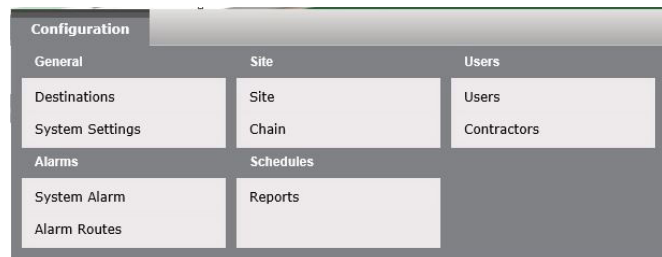 Configuration
General
Site
Users
Destinations
System Settings
Site
Chain
Users
Contractors
Alarms
Schedules
System Alarm
Alarm Routes
Reports